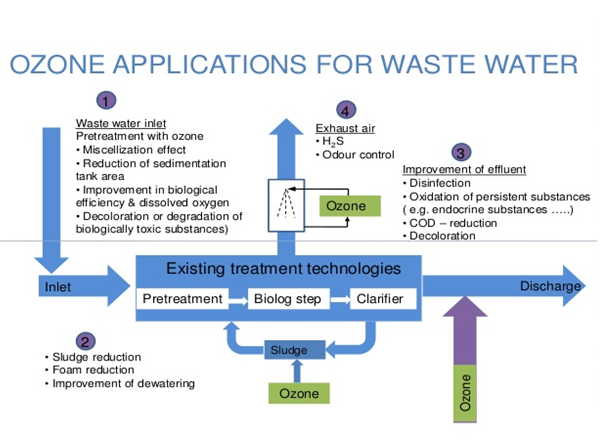 OZONE APPLICATIONS FOR WASTE WATER
1
Waste water inlet
Pretreatment with ozone
• Miscellization effect
• Reduction of sedimentation
tank area
• Improvement in biological
efficiency & dissolved oxygen
• Decoloration or degradation of
biologically toxic substances)
4
Exhaust air
• H₂S
• Odour control
Ozone
3
Improvement of effluent
• Disinfection
• Oxidation of persistent substances
( e.g. endocrine substances .....)
• COD – reduction
• Decoloration
Inlet
Existing treatment technologies
Pretreatment
Biolog step
Clarifier
Discharge
2
• Sludge reduction
• Foam reduction
• Improvement of dewatering
Sludge
Ozone
Ozone